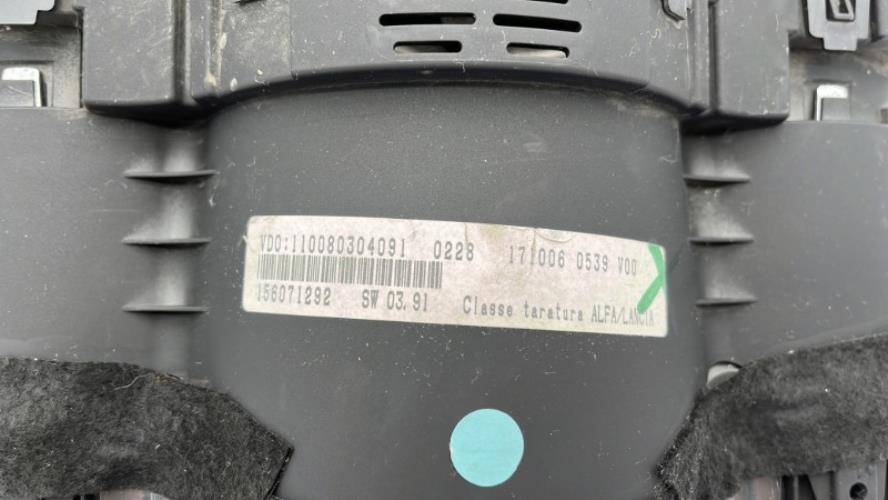 VDO:110080304091 0228 171006 0539 V00
156071292 SW 03.91 Classe taratura ALFA/LANCIA